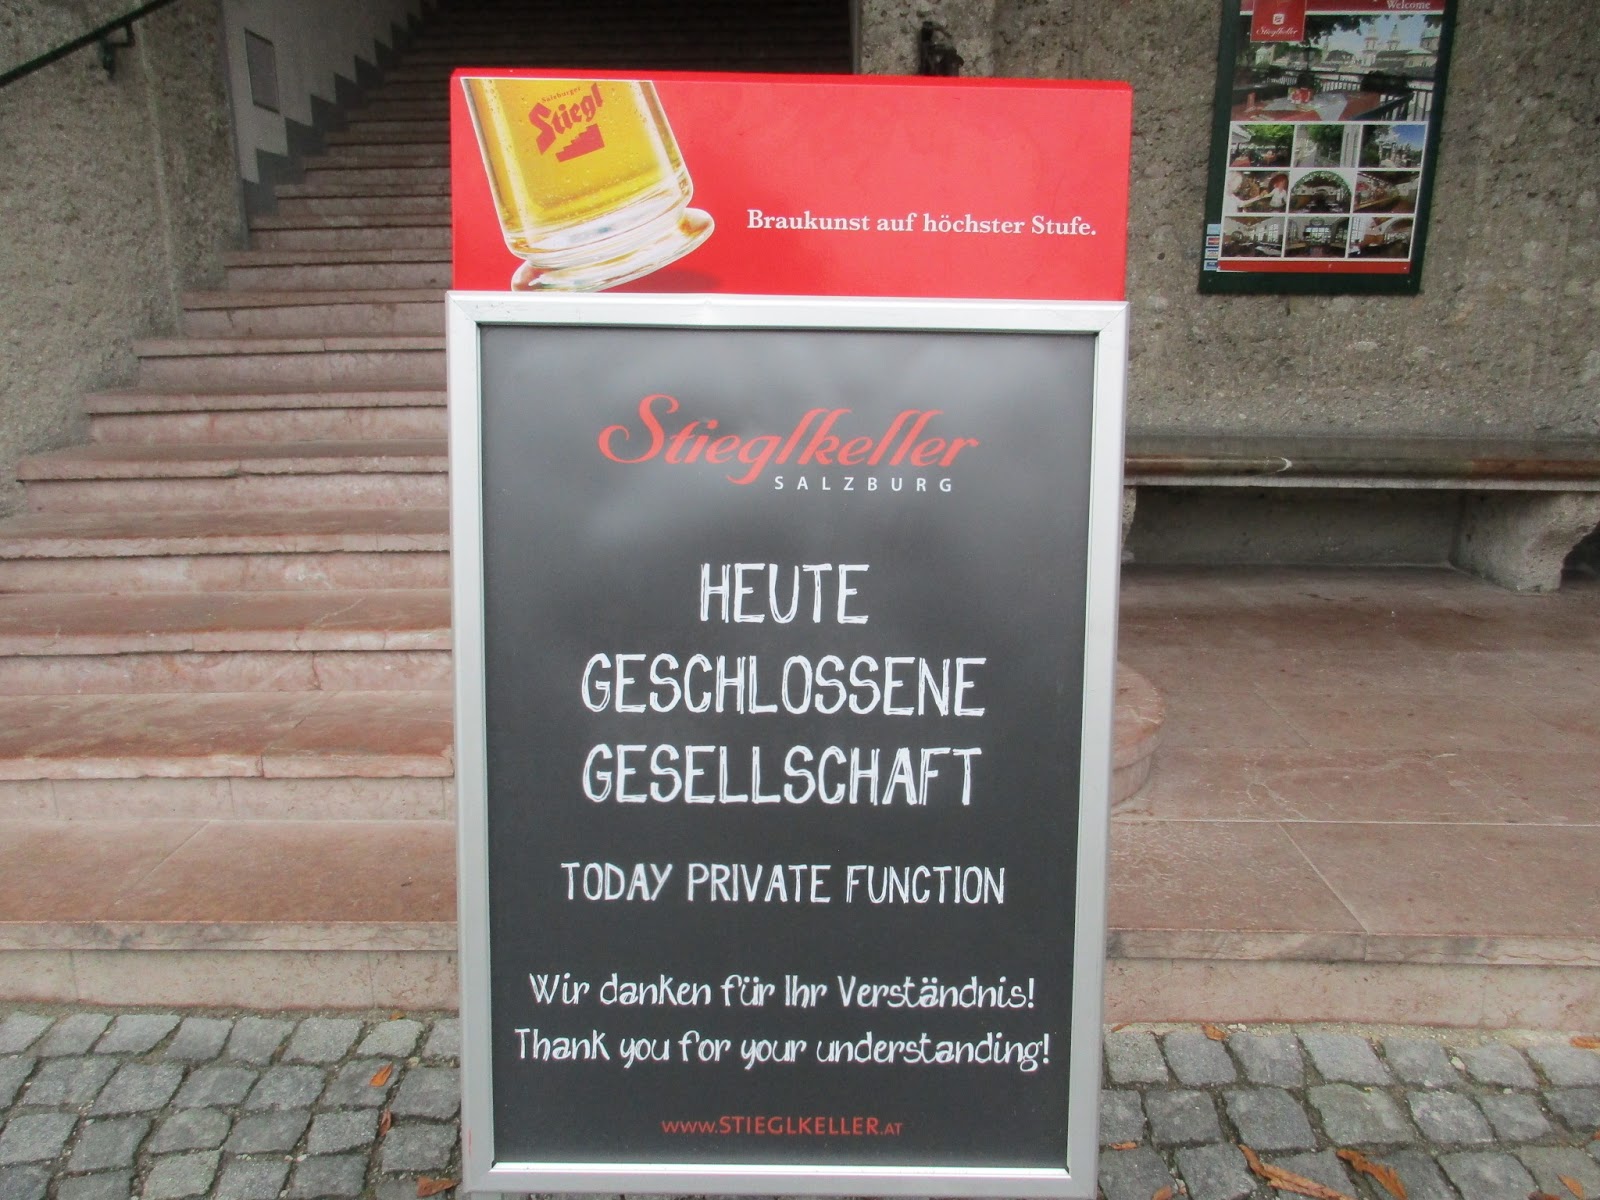 Welcome
Stieglkeller
Salzburger
Stiegl
Braukunst auf höchster Stufe.
Stieglkeller
SALZBURG
HEUTE
GESCHLOSSENE
GESELLSCHAFT
TODAY PRIVATE FUNCTION
Wir danken für Ihr Verständnis!
Thank you for your understanding!
www.STIEGLKELLER.AT